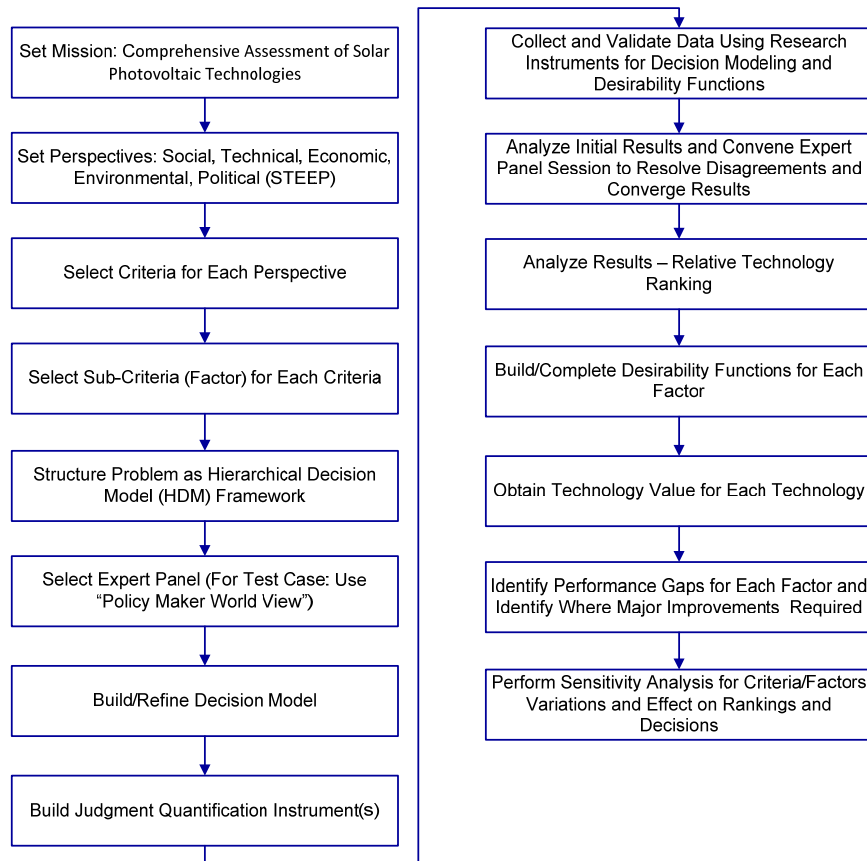 Set Mission: Comprehensive Assessment of Solar
Photovoltaic Technologies
Set Perspectives: Social, Technical, Economic,
Environmental, Political (STEEP)
Select Criteria for Each Perspective
Select Sub-Criteria (Factor) for Each Criteria
Structure Problem as Hierarchical Decision
Model (HDM) Framework
Select Expert Panel (For Test Case: Use
“Policy Maker World View”)
Build/Refine Decision Model
Build Judgment Quantification Instrument(s)
Collect and Validate Data Using Research
Instruments for Decision Modeling and
Desirability Functions
Analyze Initial Results and Convene Expert
Panel Session to Resolve Disagreements and
Converge Results
Analyze Results – Relative Technology
Ranking
Build/Complete Desirability Functions for Each
Factor
Obtain Technology Value for Each Technology
Identify Performance Gaps for Each Factor and
Identify Where Major Improvements Required
Perform Sensitivity Analysis for Criteria/Factors
Variations and Effect on Rankings and
Decisions